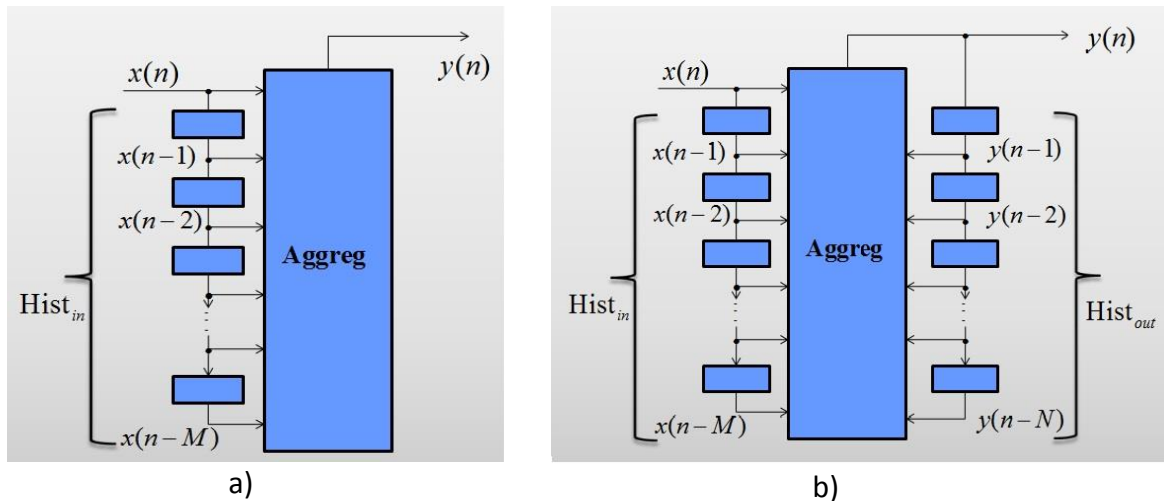 x(n)
y(n)
x(n−1)
x(n−2)
Aggreg
Hist_in
x(n−M)
a)
y(n)
x(n)
x(n−1)
y(n−1)
x(n−2)
y(n−2)
Aggreg
Hist_in
Hist_out
x(n−M)
y(n−N)
b)